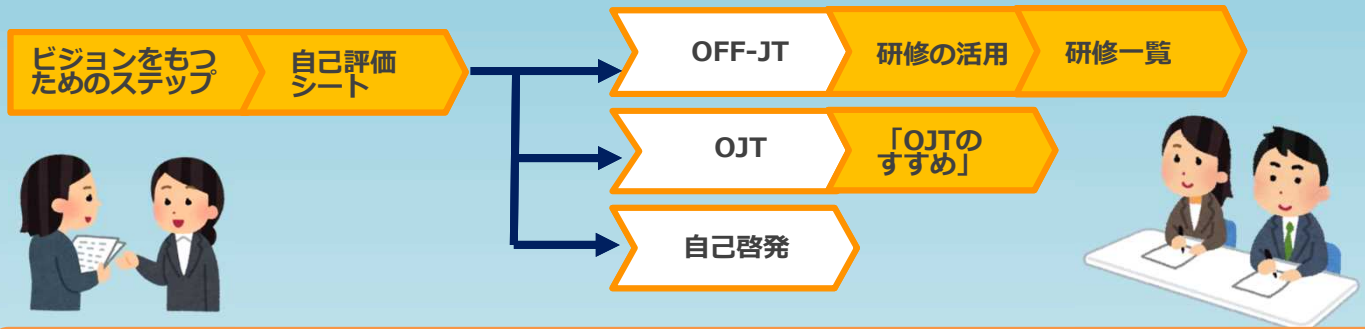 ビジョンをもつ
ためのステップ
自己評価
シート
OFF-JT
研修の活用
研修一覧
OJT
「OJTの
すすめ」
自己啓発